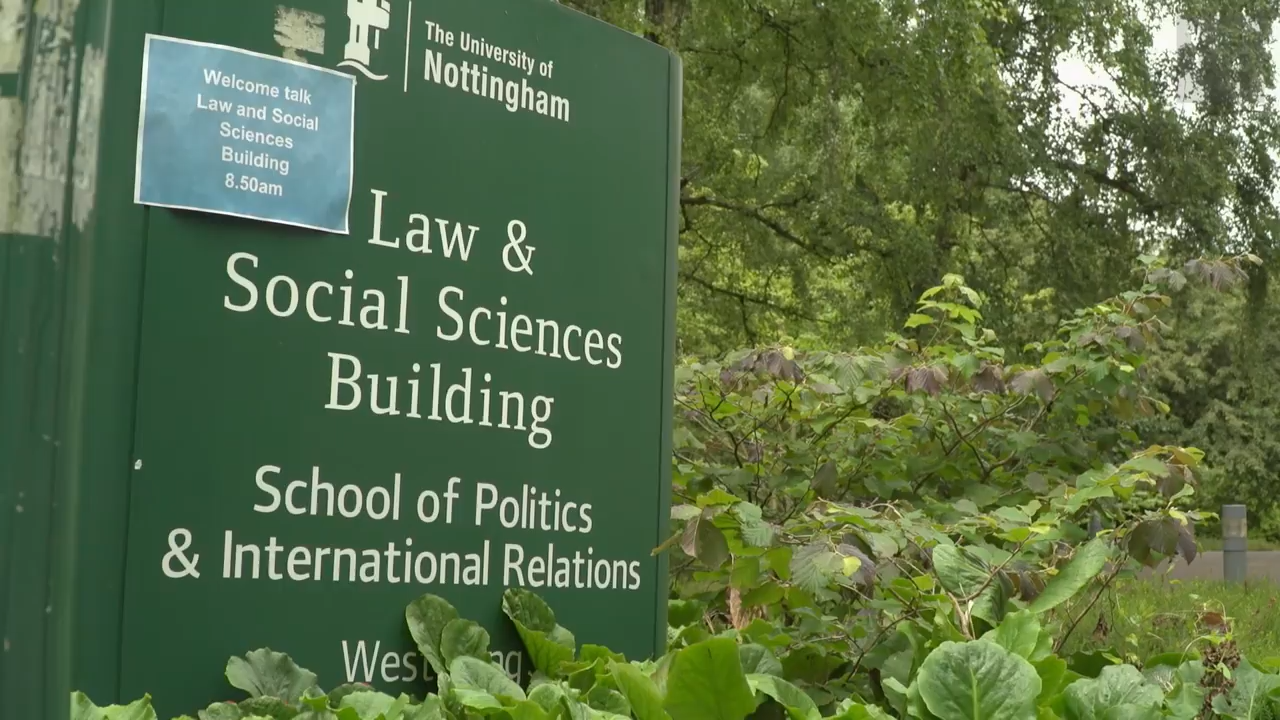 The University of
Nottingham
Welcome talk
Law and Social
Sciences
Building
8.50am
Law &
Social Sciences
Building
School of Politics
& International Relations